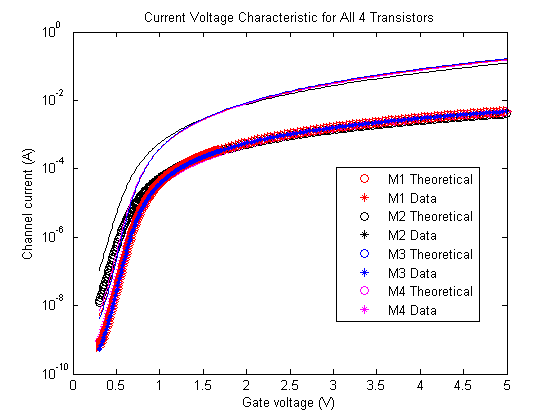 Current Voltage Characteristic for All 4 Transistors
10^0
10^-2
10^-4
10^-6
10^-8
10^-10
Channel current (A)
M1 Theoretical
M1 Data
M2 Theoretical
M2 Data
M3 Theoretical
M3 Data
M4 Theoretical
M4 Data
0 0.5 1 1.5 2 2.5 3 3.5 4 4.5 5
Gate voltage (V)